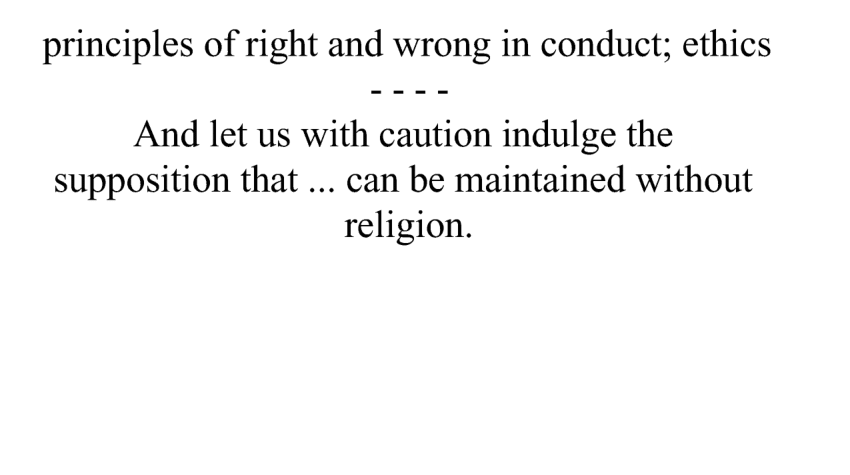 principles of right and wrong in conduct; ethics
- - - -
And let us with caution indulge the
supposition that ... can be maintained without
religion.